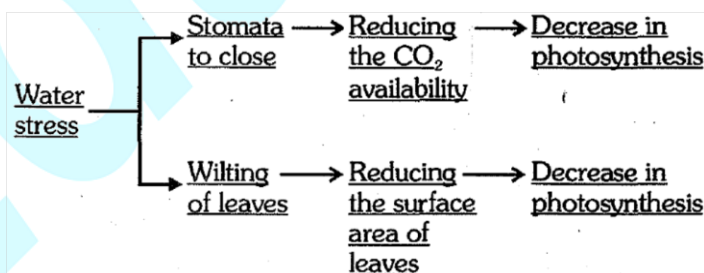 Stomata to close
Reducing the CO₂ availability
Decrease in photosynthesis
Water stress
Wilting of leaves
Reducing the surface area of leaves
Decrease in photosynthesis